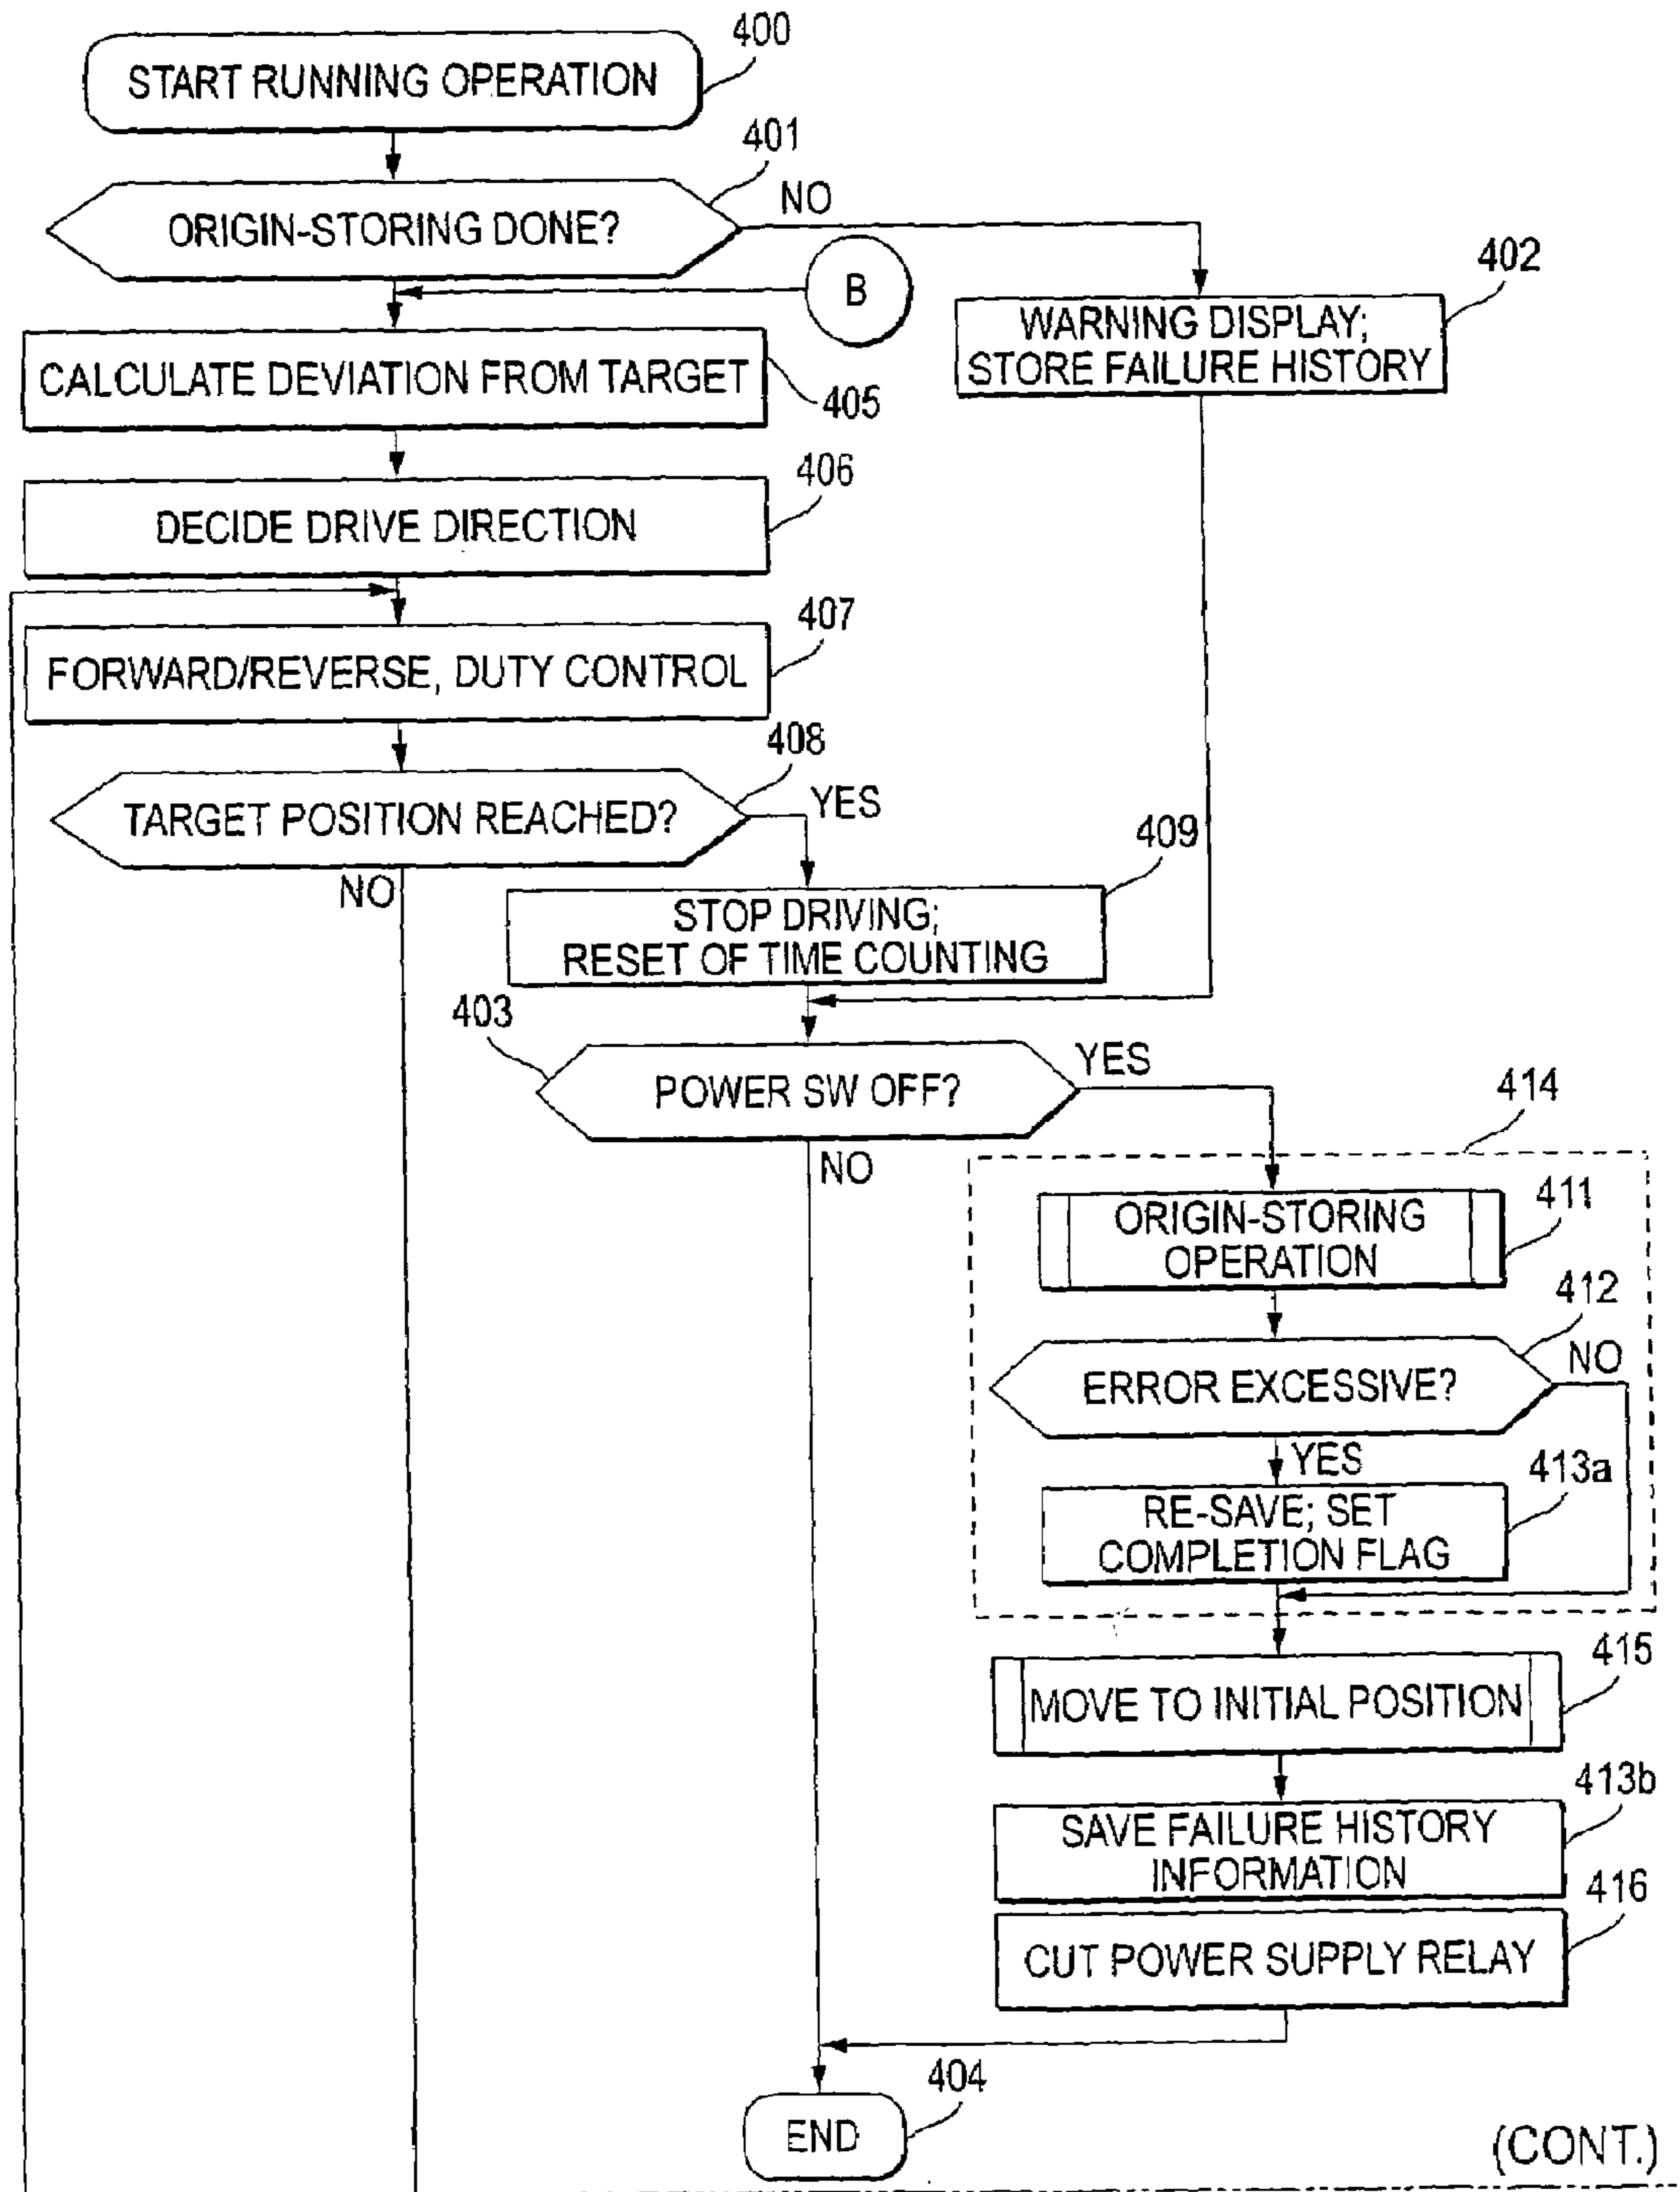 400
START RUNNING OPERATION
401
ORIGIN-STORING DONE?
NO
B
402
WARNING DISPLAY;
STORE FAILURE HISTORY
CALCULATE DEVIATION FROM TARGET
405
406
DECIDE DRIVE DIRECTION
407
FORWARD/REVERSE, DUTY CONTROL
408
TARGET POSITION REACHED?
YES
NO
409
STOP DRIVING;
RESET OF TIME COUNTING
403
POWER SW OFF?
YES
NO
414
411
ORIGIN-STORING
OPERATION
412
ERROR EXCESSIVE?
NO
YES
413a
RE-SAVE; SET
COMPLETION FLAG
415
MOVE TO INITIAL POSITION
413b
SAVE FAILURE HISTORY
INFORMATION
416
CUT POWER SUPPLY RELAY
404
END
(CONT.)